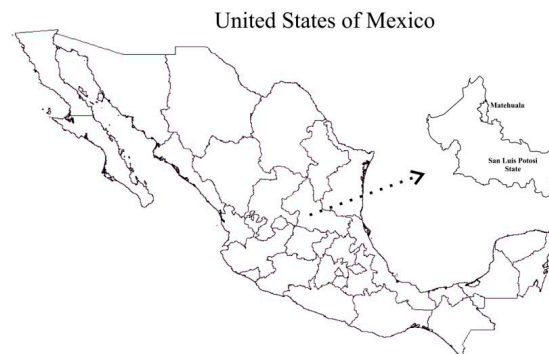 United States of Mexico
Matehuala
San Luis Potosi
State